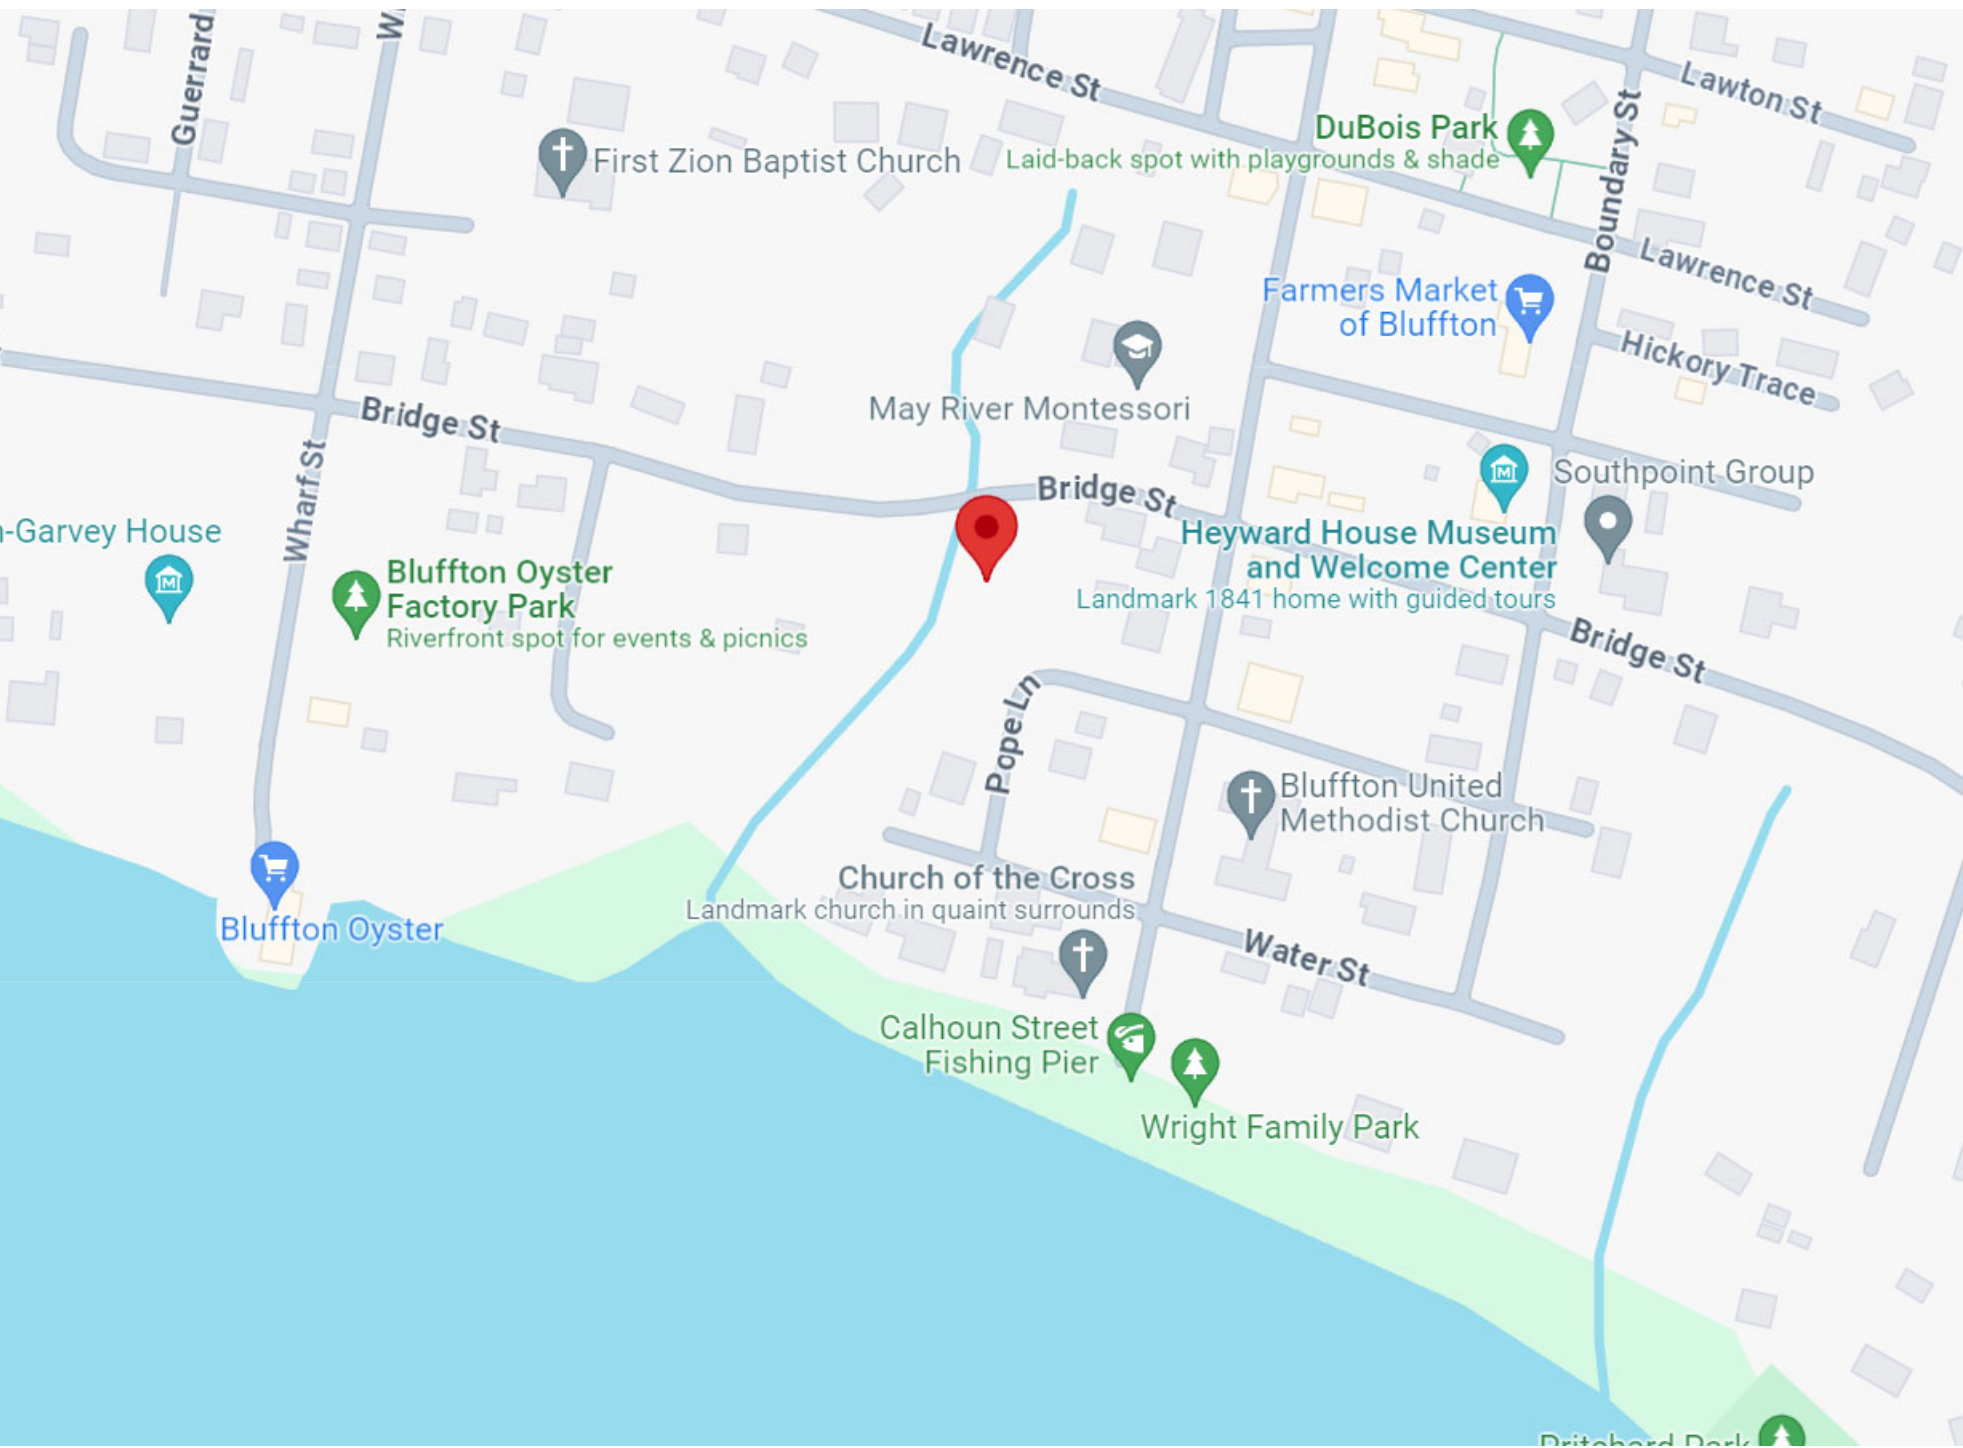 Guerrard
W
Lawrence St
Lawton St
DuBois Park
Laid-back spot with playgrounds & shade
Boundary St
First Zion Baptist Church
Lawrence St
Farmers Market
of Bluffton
Hickory Trace
May River Montessori
Bridge St
Wharf St
Bridge St
Southpoint Group
Heyward House Museum
and Welcome Center
Landmark 1841 home with guided tours
-Garvey House
Bluffton Oyster
Factory Park
Riverfront spot for events & picnics
Bridge St
Pope Ln
Bluffton United
Methodist Church
Church of the Cross
Landmark church in quaint surrounds
Bluffton Oyster
Water St
Calhoun Street
Fishing Pier
Wright Family Park
Pritchard Park